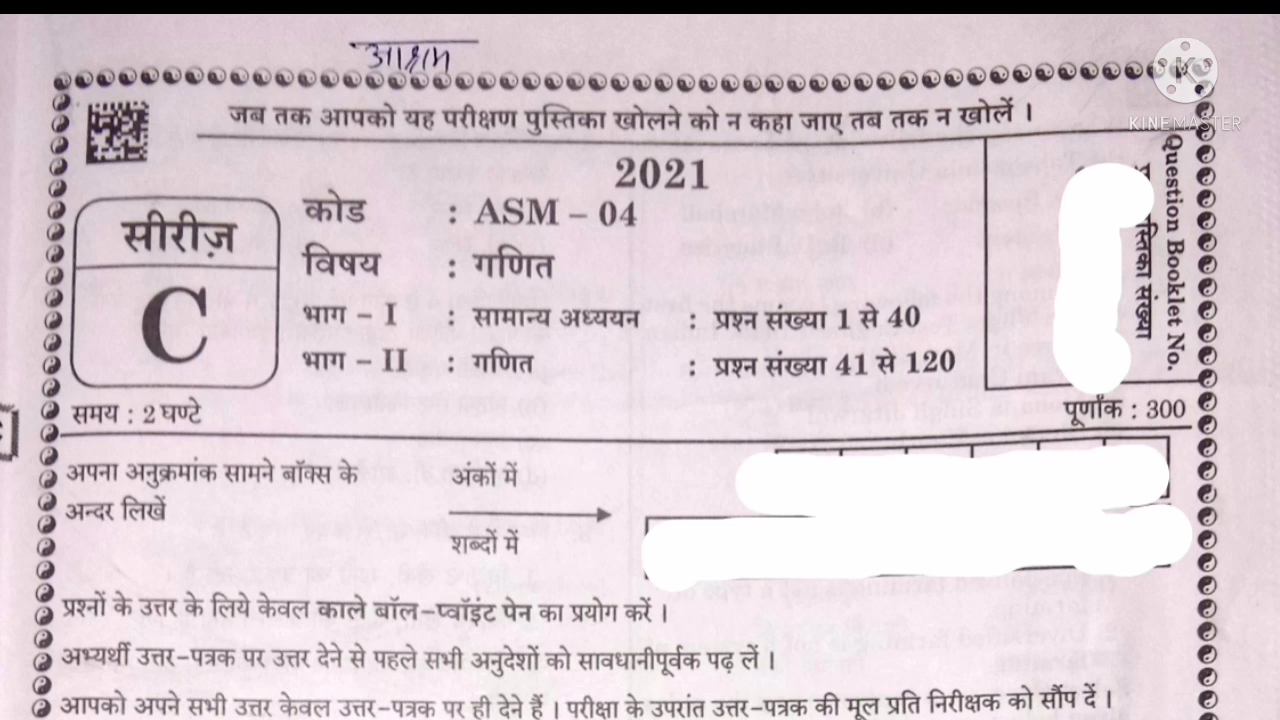 आश्रम
KINEMASTER
जब तक आपको यह परीक्षण पुस्तिका खोलने को न कहा जाए तब तक न खोलें ।
2021
सीरीज़
C
कोड : ASM – 04
विषय : गणित
भाग – I : सामान्य अध्ययन : प्रश्न संख्या 1 से 40
भाग – II : गणित : प्रश्न संख्या 41 से 120
संख्या
Question Booklet No.
समय : 2 घण्टे
पूर्णांक : 300
अपना अनुक्रमांक सामने बॉक्स के
अन्दर लिखें
अंकों में
शब्दों में
प्रश्नों के उत्तर के लिये केवल काले बॉल-प्वॉइंट पेन का प्रयोग करें ।
अभ्यर्थी उत्तर-पत्रक पर उत्तर देने से पहले सभी अनुदेशों को सावधानीपूर्वक पढ़ लें ।
आपको अपने सभी उत्तर केवल उत्तर-पत्रक पर ही देने हैं । परीक्षा के उपरांत उत्तर-पत्रक की मूल प्रति निरीक्षक को सौंप दें ।